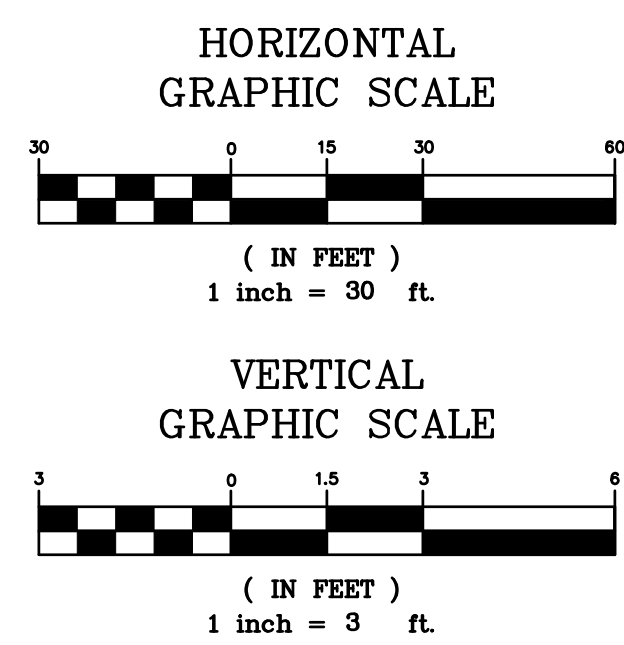 HORIZONTAL
GRAPHIC SCALE
30 0 15 30 60
( IN FEET )
1 inch = 30 ft.
VERTICAL
GRAPHIC SCALE
3 0 1.5 3 6
( IN FEET )
1 inch = 3 ft.